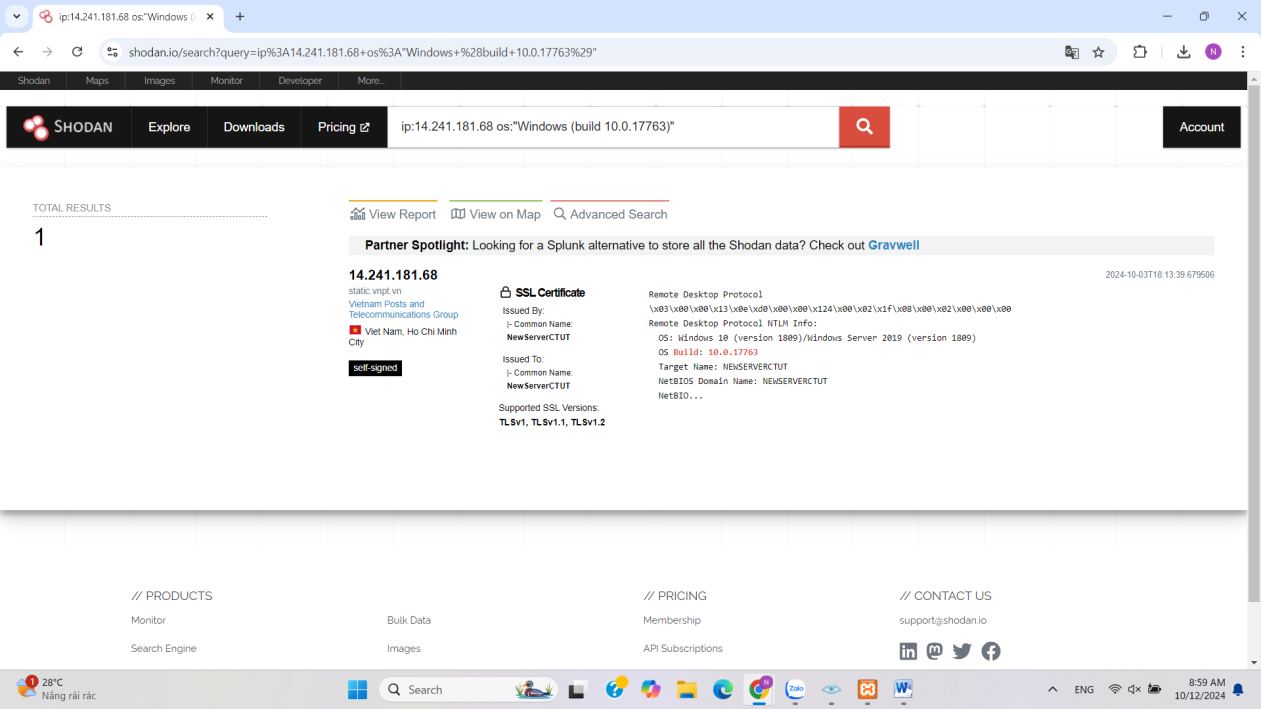 ip:14.241.181.68 os:"Windows (
shodan.io/search?query=ip%3A14.241.181.68+os%3A"Windows+%28build+10.0.17763%29"
N
Shodan Maps Images Monitor Developer More...
SHODAN Explore Downloads Pricing ip:14.241.181.68 os:"Windows (build 10.0.17763)" Account
TOTAL RESULTS
1
View Report View on Map Advanced Search
Partner Spotlight: Looking for a Splunk alternative to store all the Shodan data? Check out Gravwell
14.241.181.68
static.vnpt.vn
Vietnam Posts and
Telecommunications Group
Viet Nam, Ho Chi Minh
City
self-signed
SSL Certificate
Issued By:
|- Common Name:
NewServerCTUT
Issued To:
|- Common Name:
NewServerCTUT
Supported SSL Versions:
TLSv1, TLSv1.1, TLSv1.2
2024-10-03T18:13:39.679506
Remote Desktop Protocol
\x03\x00\x00\x13\x0e\xd0\x00\x00\x124\x00\x02\x1f\x08\x00\x02\x00\x00\x00
Remote Desktop Protocol NTLM Info:
OS: Windows 10 (version 1809)/Windows Server 2019 (version 1809)
OS Build: 10.0.17763
Target Name: NEWSERVERCTUT
NetBIOS Domain Name: NEWSERVERCTUT
NetBIO...
// PRODUCTS
Monitor
Search Engine
Bulk Data
Images
// PRICING
Membership
API Subscriptions
// CONTACT US
support@shodan.io
1
28°C
Nắng rải rác
Search
N
Zalo
ENG
8:59 AM
10/12/2024